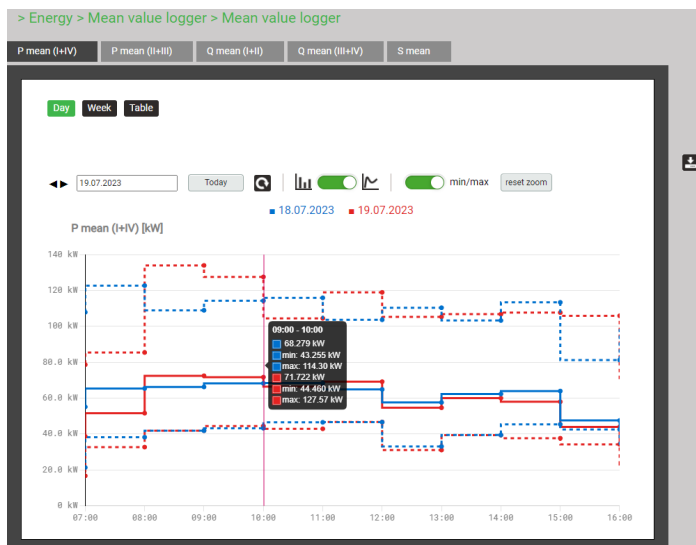 > Energy > Mean value logger > Mean value logger
P mean (I+IV) P mean (II+III) Q mean (I+II) Q mean (III+IV) S mean
Day Week Table
19.07.2023 Today min/max reset zoom
18.07.2023 19.07.2023
P mean (I+IV) [kW]
140 kW
120 kW
100 kW
80.0 kW
60.0 kW
40.0 kW
20.0 kW
0 kW
09:00 - 10:00
68.279 kW
min: 43.255 kW
max: 114.30 kW
71.722 kW
min: 44.460 kW
max: 127.57 kW
07:00 08:00 09:00 10:00 11:00 12:00 13:00 14:00 15:00 16:00